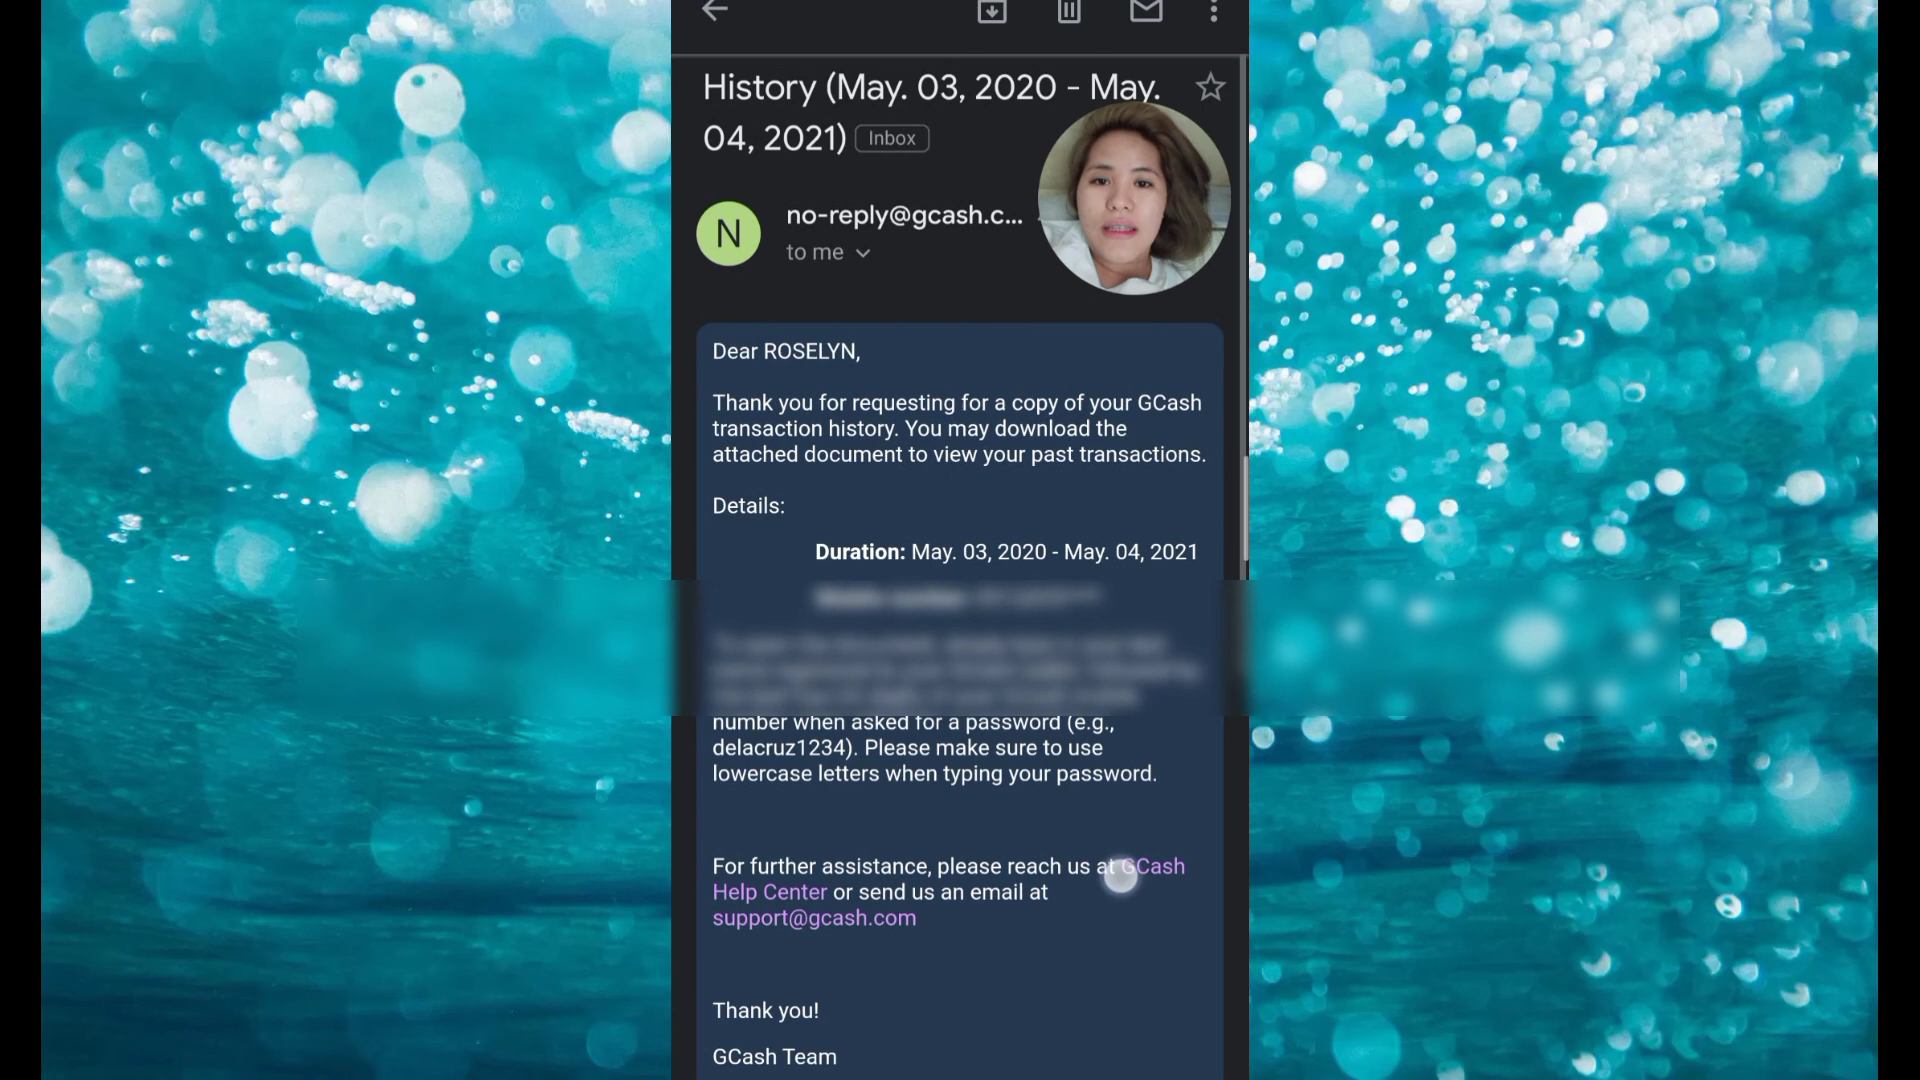 History (May. 03, 2020 - May.
04, 2021) Inbox
N
no-reply@gcash.c...
to me
Dear ROSELYN,
Thank you for requesting for a copy of your GCash
transaction history. You may download the
attached document to view your past transactions.
Details:
Duration: May. 03, 2020 - May. 04, 2021
number when asked for a password (e.g.,
delacruz1234). Please make sure to use
lowercase letters when typing your password.
For further assistance, please reach us at GCash
Help Center or send us an email at
support@gcash.com
Thank you!
GCash Team